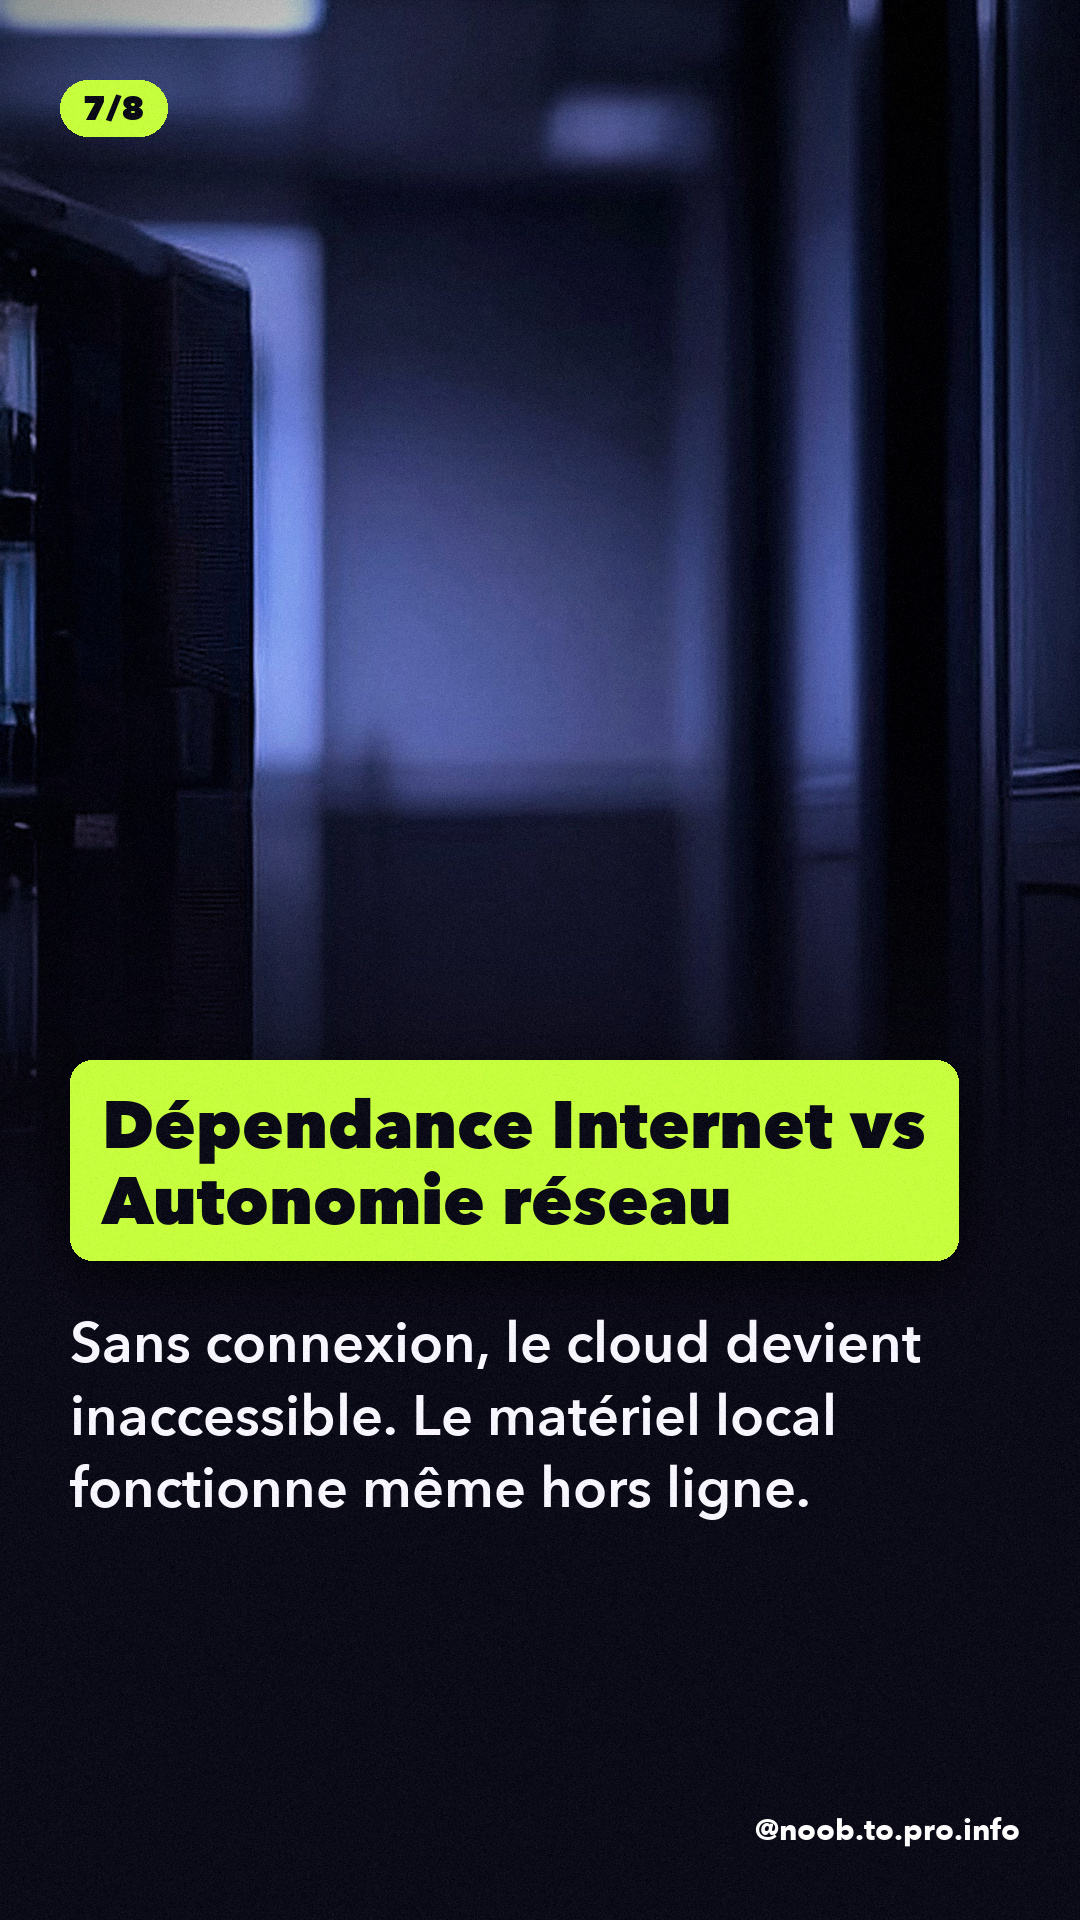 7/8
Dépendance Internet vs
Autonomie réseau
Sans connexion, le cloud devient
inaccessible. Le matériel local
fonctionne même hors ligne.
@noob.to.pro.info